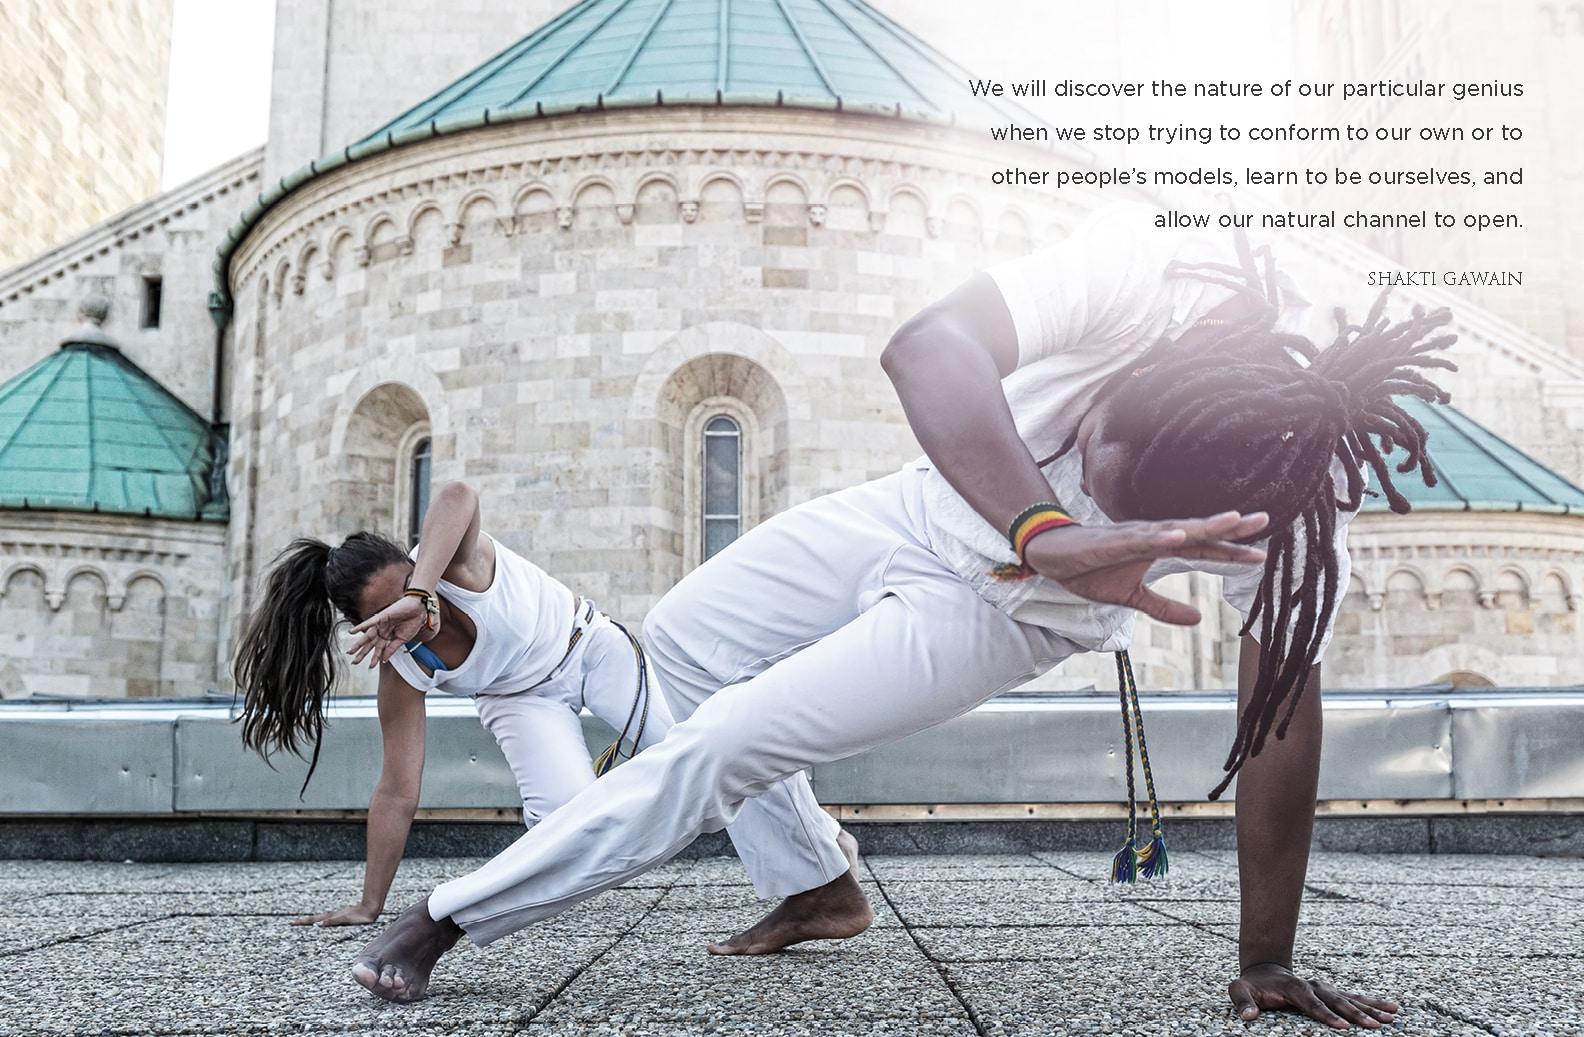 We will discover the nature of our particular genius
when we stop trying to conform to our own or to
other people’s models, learn to be ourselves, and
allow our natural channel to open.
SHAKTI GAWAIN